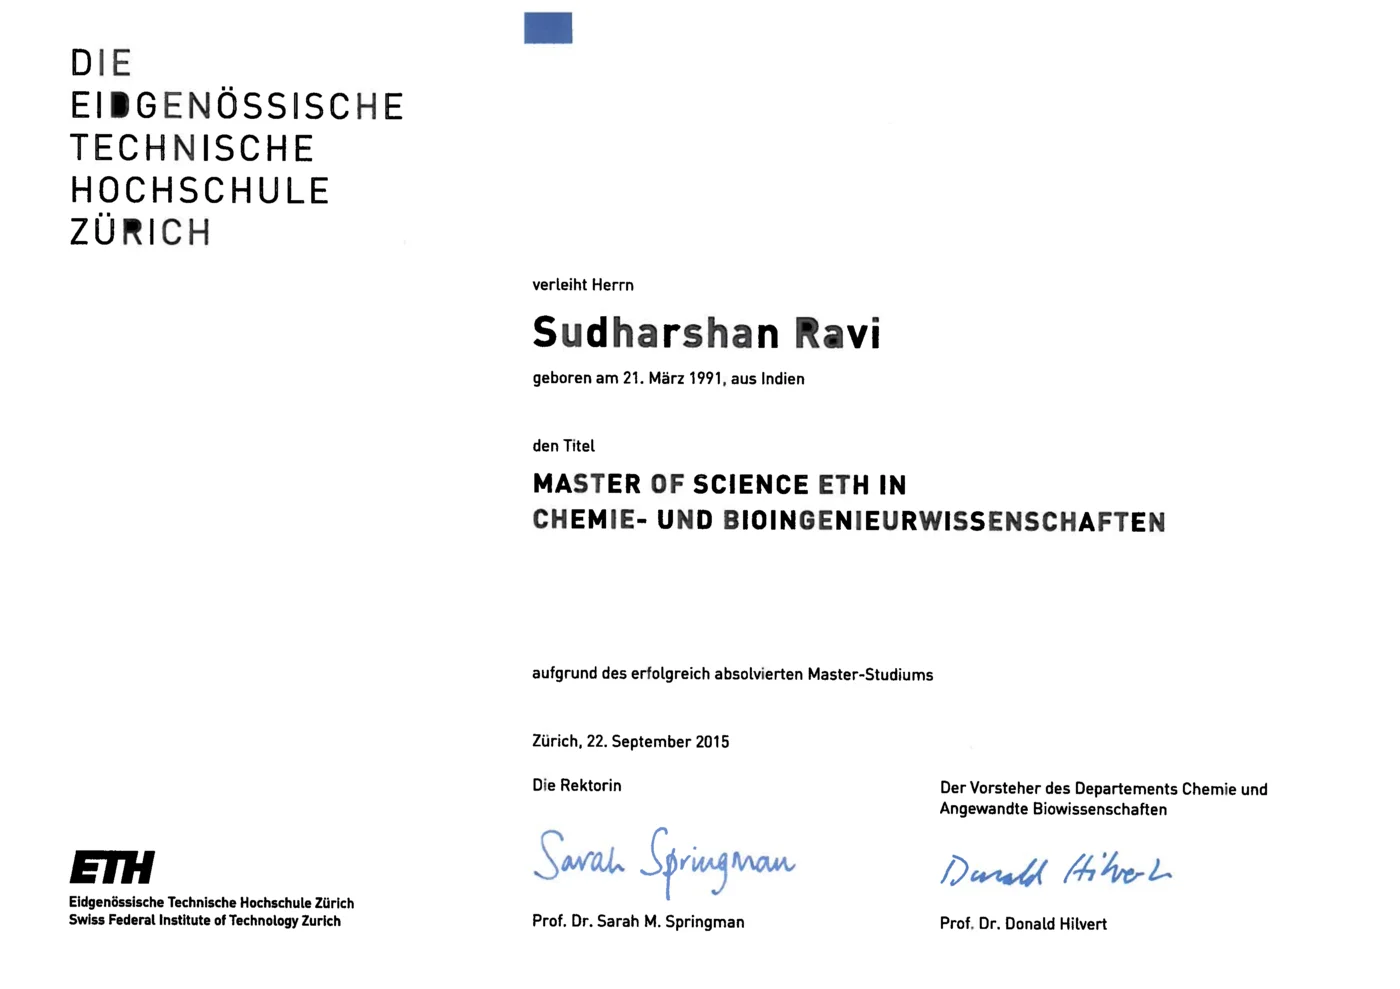 DIE
EIDGENÖSSISCHE
TECHNISCHE
HOCHSCHULE
ZÜRICH
verleiht Herrn
Sudharshan Ravi
geboren am 21. März 1991, aus Indien
den Titel
MASTER OF SCIENCE ETH IN
CHEMIE- UND BIOINGENIEURWISSENSCHAFTEN
aufgrund des erfolgreich absolvierten Master-Studiums
Zürich, 22. September 2015
Die Rektorin
Sarah Springman
Prof. Dr. Sarah M. Springman
Der Vorsteher des Departements Chemie und
Angewandte Biowissenschaften
Donald Hilvert
Prof. Dr. Donald Hilvert
ETH
Eidgenössische Technische Hochschule Zürich
Swiss Federal Institute of Technology Zurich